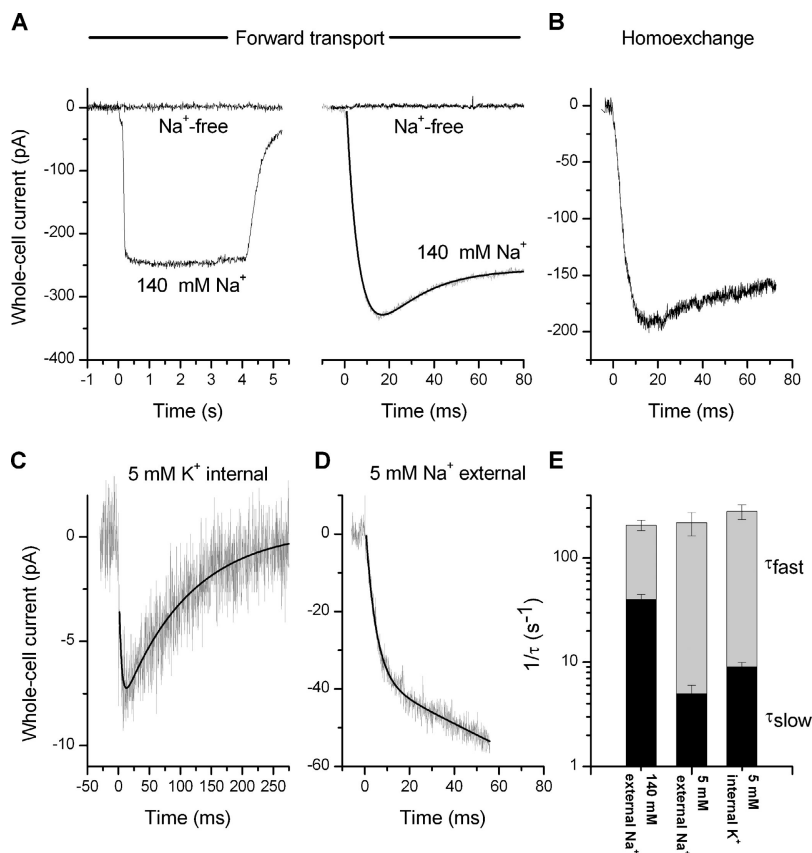 A
Forward transport
B
Homoexchange
Whole-cell current (pA)
0
-100
-200
-300
-400
Na⁺-free
140 mM Na⁺
-1 0 1 2 3 4 5
Time (s)
Na⁺-free
140 mM Na⁺
0 20 40 60 80
Time (ms)
0
-50
-100
-150
-200
0 20 40 60 80
Time (ms)
C
5 mM K⁺ internal
Whole-cell current (pA)
0
-5
-10
-50 0 50 100 150 200 250
Time (ms)
D
5 mM Na⁺ external
0
-20
-40
-60
0 20 40 60 80
Time (ms)
E
1/τ (s⁻¹)
100
10
1
τfast
τslow
140 mM
external Na⁺
5 mM
external Na⁺
5 mM
internal K⁺